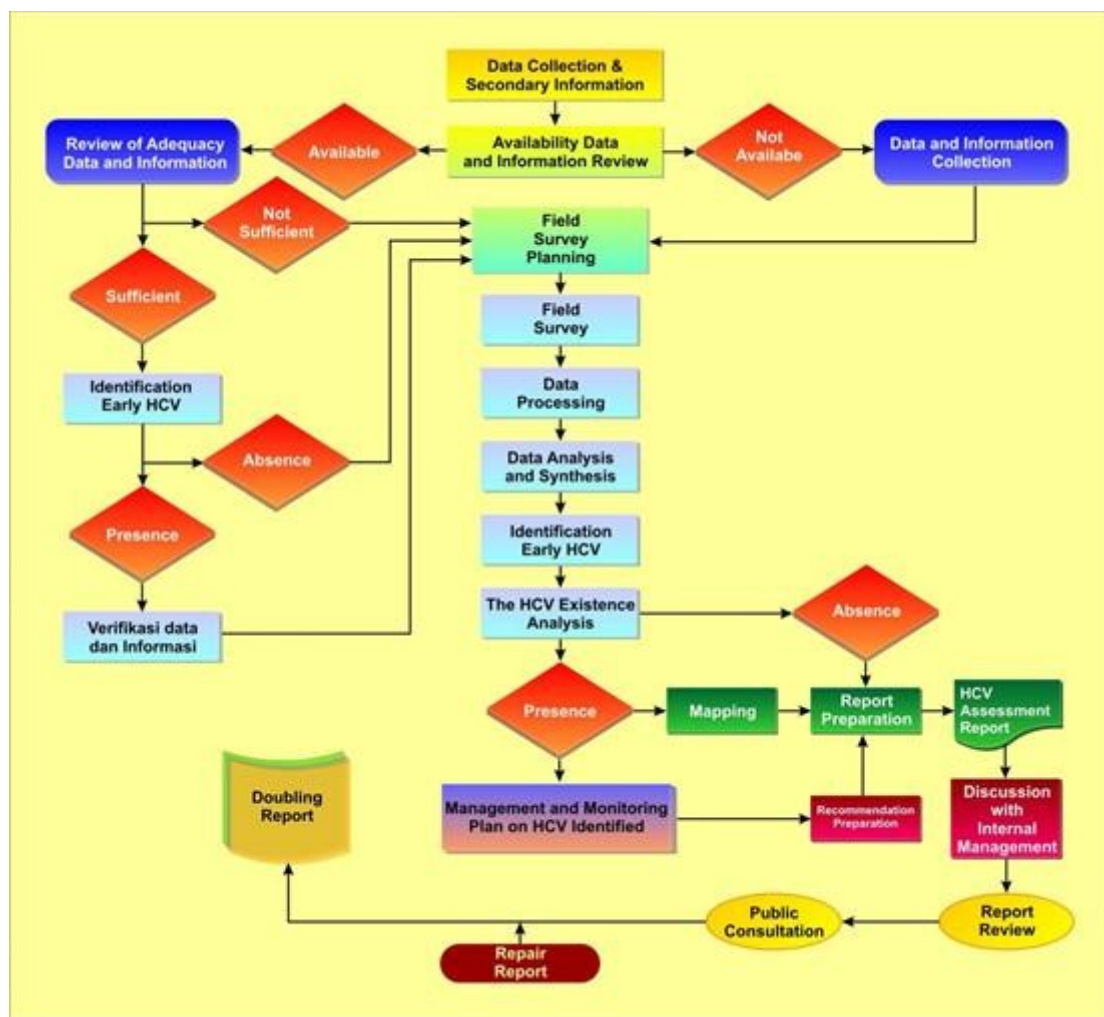 Data Collection &
Secondary Information
Review of Adequacy
Data and Information
Available
Availability Data
and Information Review
Not
Availabe
Data and Information
Collection
Not
Sufficient
Field
Survey
Planning
Sufficient
Field
Survey
Identification
Early HCV
Data
Processing
Absence
Data Analysis
and Synthesis
Presence
Identification
Early HCV
Verifikasi data
dan Informasi
The HCV Existence
Analysis
Absence
Presence
Mapping
Report
Preparation
HCV
Assessment
Report
Doubling
Report
Management and Monitoring
Plan on HCV Identified
Recommendation
Preparation
Discussion
with
Internal
Management
Public
Consultation
Report
Review
Repair
Report